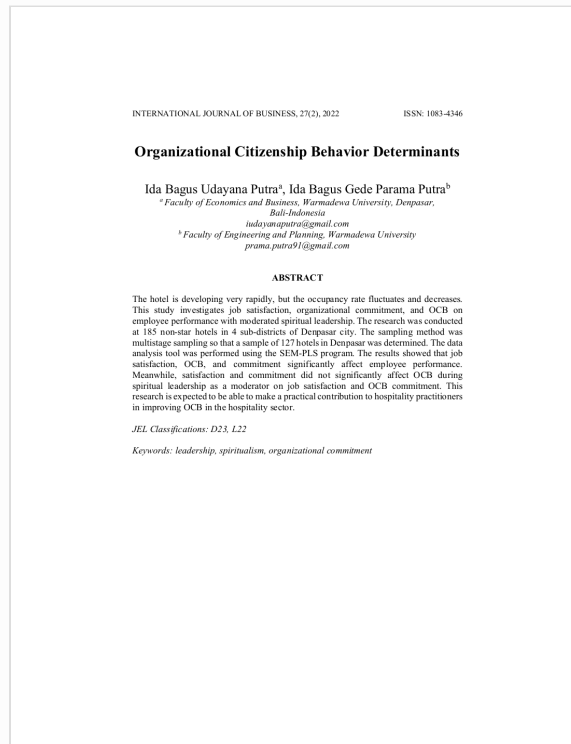 INTERNATIONAL JOURNAL OF BUSINESS, 27(2), 2022 ISSN: 1083-4346
Organizational Citizenship Behavior Determinants
Ida Bagus Udayana Putraa, Ida Bagus Gede Parama Putrab
a Faculty of Economics and Business, Warmadewa University, Denpasar,
Bali-Indonesia
iudayanaputra@gmail.com
b Faculty of Engineering and Planning, Warmadewa University
prama.putra91@gmail.com
ABSTRACT
The hotel is developing very rapidly, but the occupancy rate fluctuates and decreases.
This study investigates job satisfaction, organizational commitment, and OCB on
employee performance with moderated spiritual leadership. The research was conducted
at 185 non-star hotels in 4 sub-districts of Denpasar city. The sampling method was
multistage sampling so that a sample of 127 hotels in Denpasar was determined. The data
analysis tool was performed using the SEM-PLS program. The results showed that job
satisfaction, OCB, and commitment significantly affect employee performance.
Meanwhile, satisfaction and commitment did not significantly affect OCB during
spiritual leadership as a moderator on job satisfaction and OCB commitment. This
research is expected to be able to make a practical contribution to hospitality practitioners
in improving OCB in the hospitality sector.
JEL Classifications: D23, L22
Keywords: leadership, spiritualism, organizational commitment